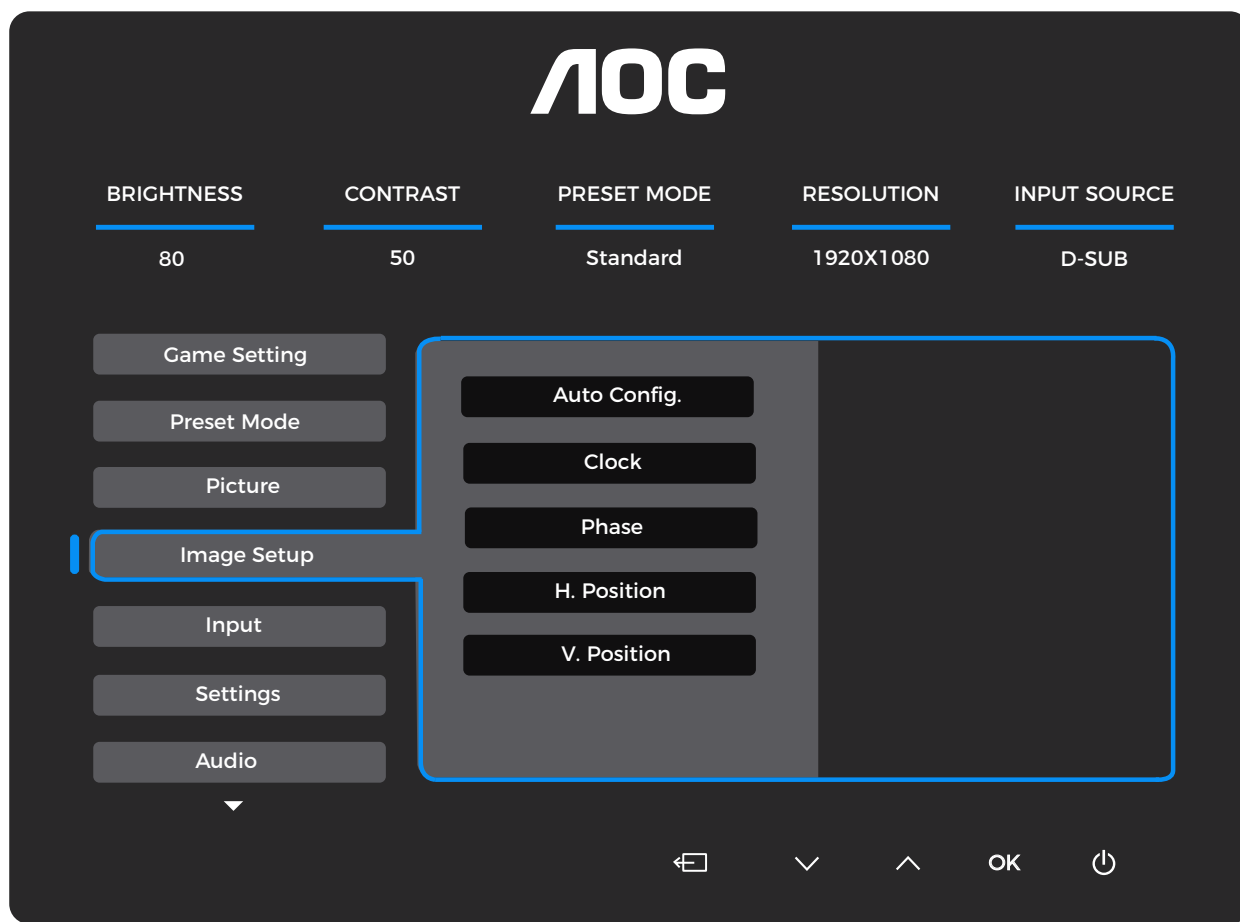 AOC
BRIGHTNESS CONTRAST PRESET MODE RESOLUTION INPUT SOURCE
80 50 Standard 1920X1080 D-SUB
Game Setting
Preset Mode
Picture
Image Setup
Input
Settings
Audio
Auto Config.
Clock
Phase
H. Position
V. Position
OK